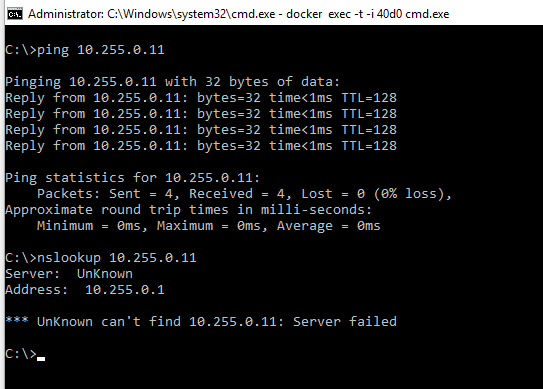 Administrator: C:\Windows\system32\cmd.exe - docker exec -t -i 40d0 cmd.exe
C:\>ping 10.255.0.11
Pinging 10.255.0.11 with 32 bytes of data:
Reply from 10.255.0.11: bytes=32 time<1ms TTL=128
Reply from 10.255.0.11: bytes=32 time<1ms TTL=128
Reply from 10.255.0.11: bytes=32 time<1ms TTL=128
Reply from 10.255.0.11: bytes=32 time<1ms TTL=128
Ping statistics for 10.255.0.11:
    Packets: Sent = 4, Received = 4, Lost = 0 (0% loss),
Approximate round trip times in milli-seconds:
    Minimum = 0ms, Maximum = 0ms, Average = 0ms
C:\>nslookup 10.255.0.11
Server:  UnKnown
Address:  10.255.0.1
*** UnKnown can't find 10.255.0.11: Server failed
C:\>